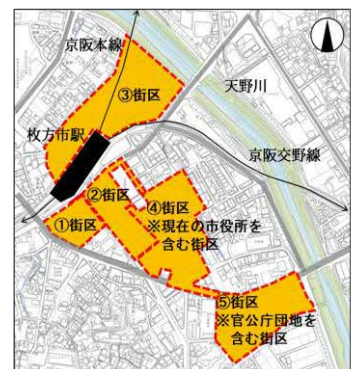 京阪本線
天野川
③街区
枚方市駅
京阪交野線
②街区
①街区
④街区
※現在の市役所を
含む街区
⑤街区
※官公庁団地を
含む街区